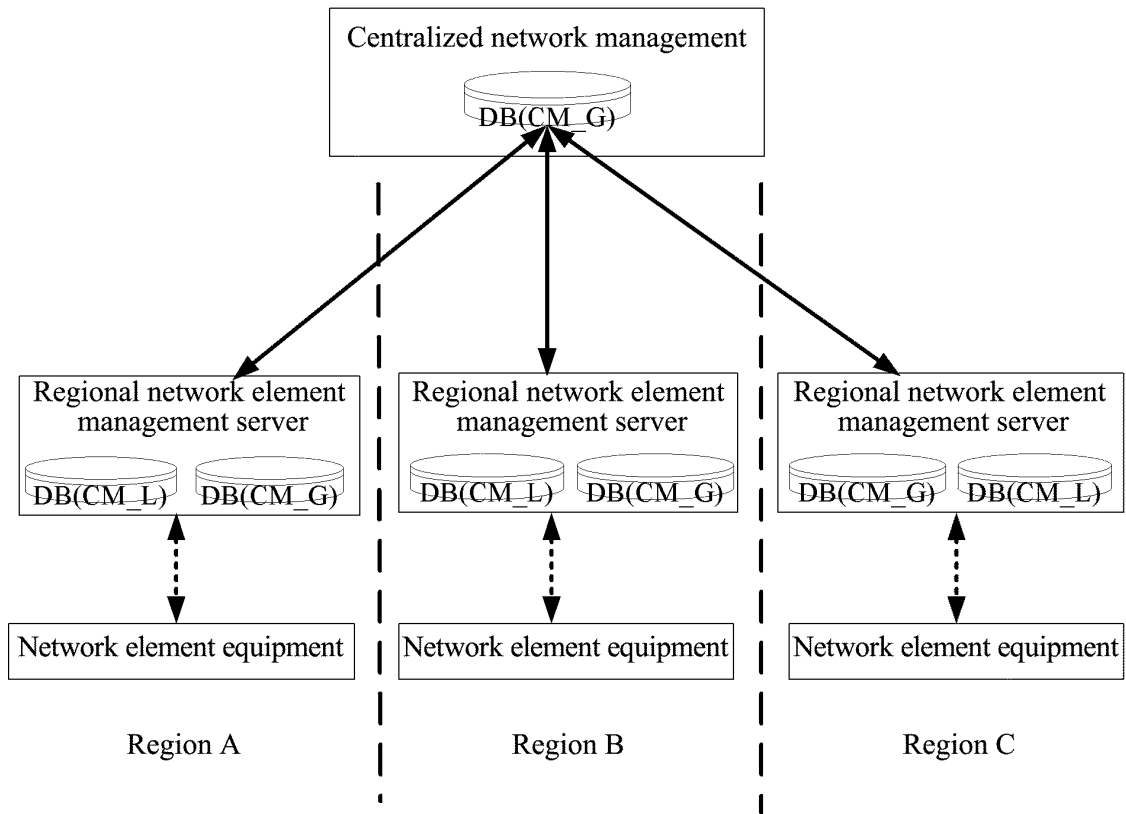 Centralized network management
DB(CM_G)
Regional network element
management server
DB(CM_L)
DB(CM_G)
Regional network element
management server
DB(CM_L)
DB(CM_G)
Regional network element
management server
DB(CM_G)
DB(CM_L)
Network element equipment
Network element equipment
Network element equipment
Region A
Region B
Region C